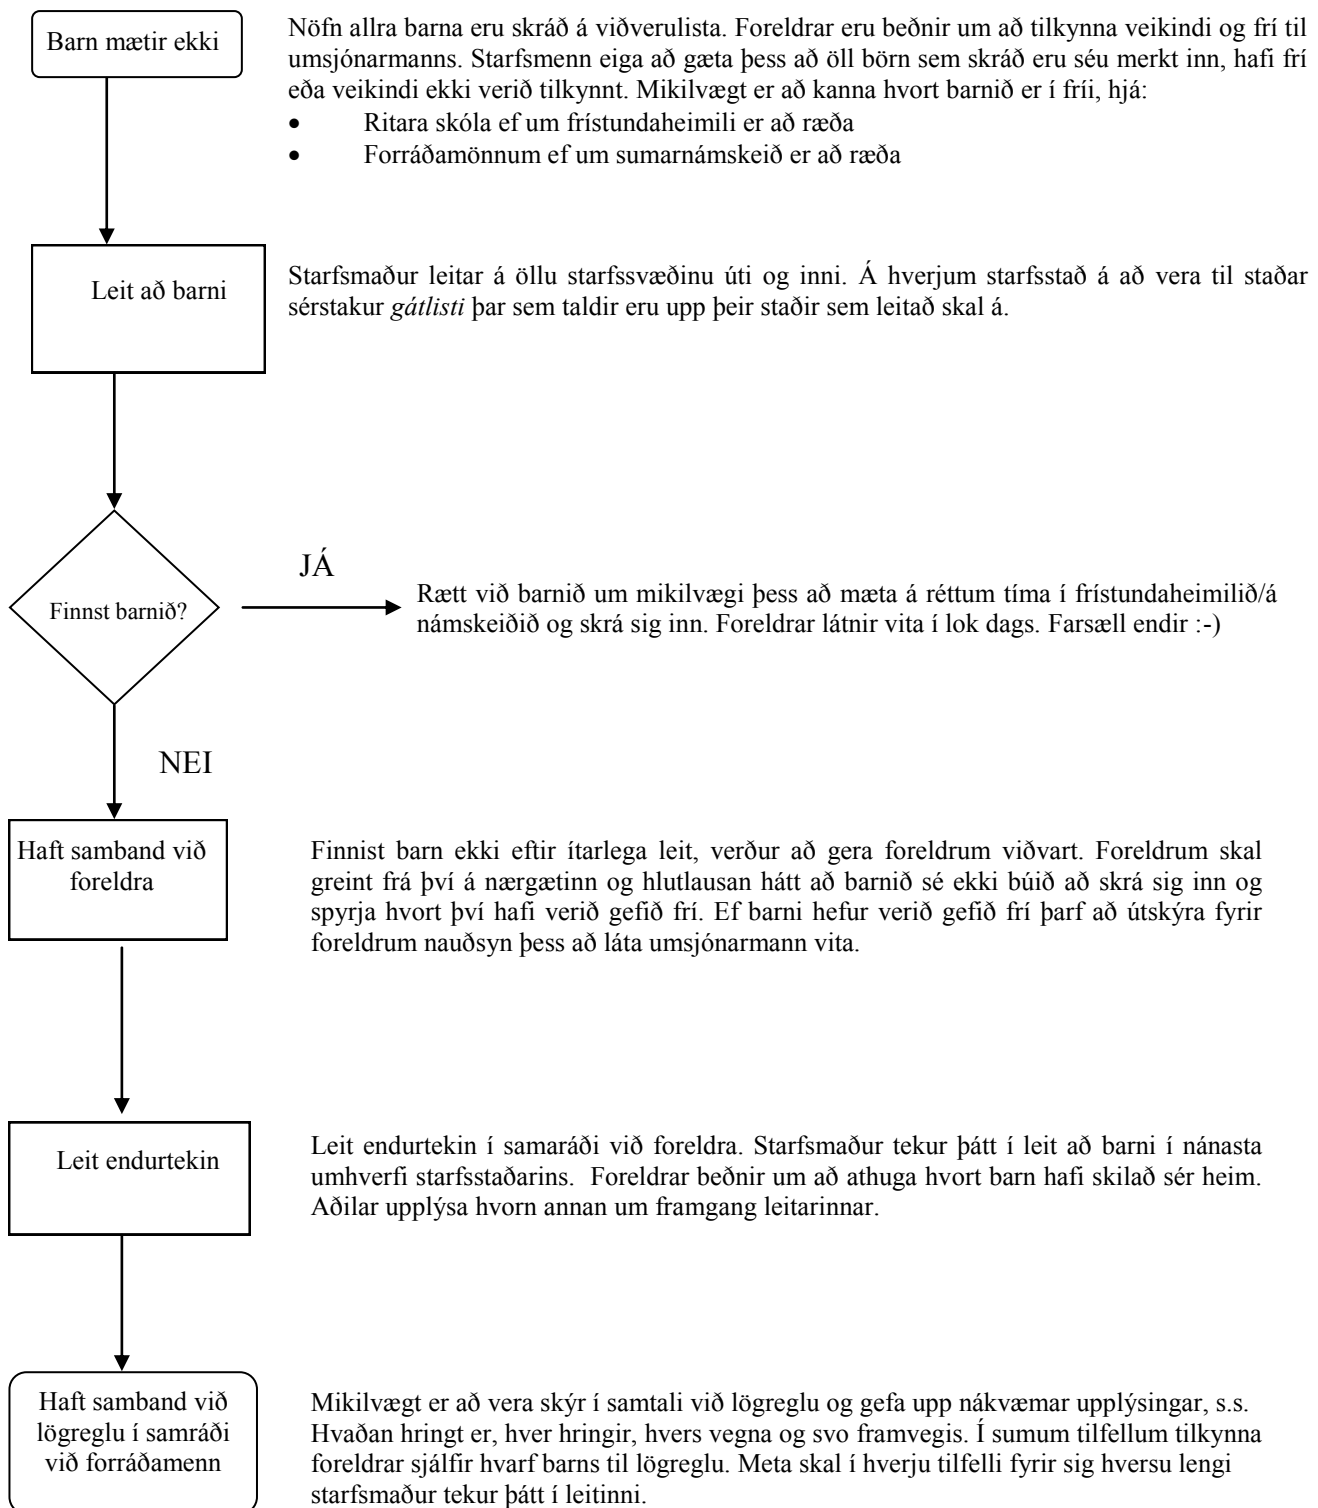 Barn mætir ekki
Nöfn allra barna eru skráð á viðverulista. Foreldrar eru beðnir um að tilkynna veikindi og frí til
umsjónarmanns. Starfsmenn eiga að gæta þess að öll börn sem skráð eru séu merkt inn, hafi frí
eða veikindi ekki verið tilkynnt. Mikilvægt er að kanna hvort barnið er í fríi, hjá:
• Ritara skóla ef um frístundaheimili er að ræða
• Forráðamönnum ef um sumarnámskeið er að ræða
Leit að barni
Starfsmaður leitar á öllu starfssvæðinu úti og inni. Á hverjum starfsstað á að vera til staðar
sérstakur gátlisti þar sem taldir eru upp þeir staðir sem leitað skal á.
Finnst barnið?
JÁ
Rætt við barnið um mikilvægi þess að mæta á réttum tíma í frístundaheimilið/á
námskeiðið og skrá sig inn. Foreldrar látnir vita í lok dags. Farsæll endir :-)
NEI
Haft samband við
foreldra
Finnist barn ekki eftir ítarlega leit, verður að gera foreldrum viðvart. Foreldrum skal
greint frá því á nærgætinn og hlutlausan hátt að barnið sé ekki búið að skrá sig inn og
spyrja hvort því hafi verið gefið frí. Ef barni hefur verið gefið frí þarf að útskýra fyrir
foreldrum nauðsyn þess að láta umsjónarmann vita.
Leit endurtekin
Leit endurtekin í samaráði við foreldra. Starfsmaður tekur þátt í leit að barni í nánasta
umhverfi starfsstaðarins. Foreldrar beðnir um að athuga hvort barn hafi skilað sér heim.
Aðilar upplýsa hvorn annan um framgang leitarinnar.
Haft samband við
lögreglu í samráði
við forráðamenn
Mikilvægt er að vera skýr í samtali við lögreglu og gefa upp nákvæmar upplýsingar, s.s.
Hvaðan hringt er, hver hringir, hvers vegna og svo framvegis. Í sumum tilfellum tilkynna
foreldrar sjálfir hvarf barns til lögreglu. Meta skal í hverju tilfelli fyrir sig hversu lengi
starfsmaður tekur þátt í leitinni.